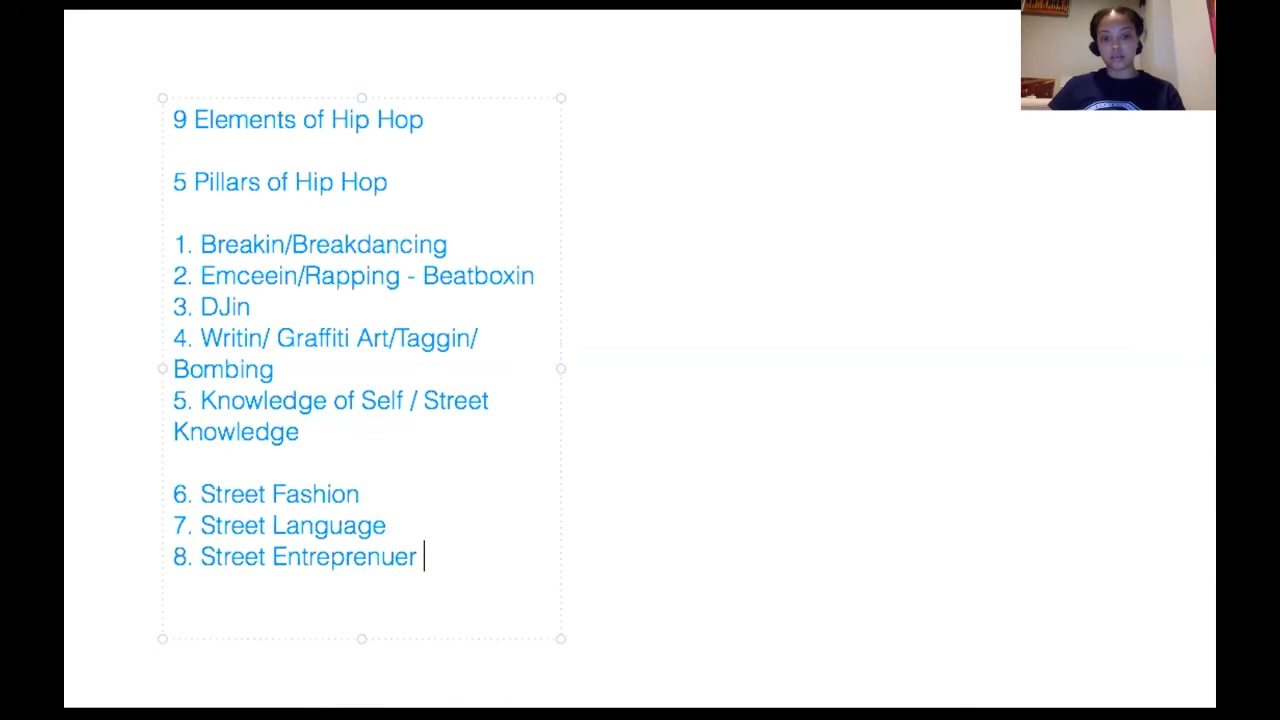 9 Elements of Hip Hop
5 Pillars of Hip Hop
1. Breakin/Breakdancing
2. Emceein/Rapping - Beatboxin
3. DJin
4. Writin/ Graffiti Art/Taggin/
Bombing
5. Knowledge of Self / Street
Knowledge
6. Street Fashion
7. Street Language
8. Street Entreprenuer